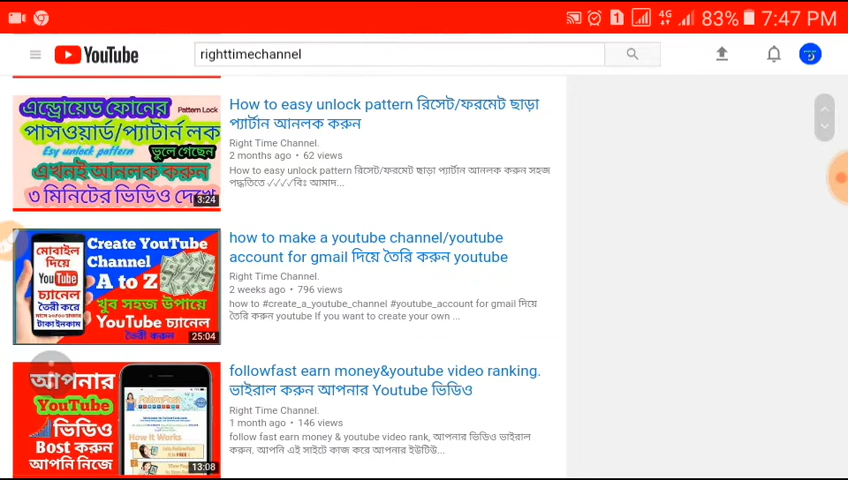 4G 83% 7:47 PM
YouTube
righttimechannel
এন্ড্রোয়েড ফোনের
Pattern Lock
পাসওয়ার্ড/প্যাটার্ন লক
Esy unlock pattern ভুলে গেছেন
এখনই আনলক করুন
৩ মিনিটের ভিডিও দেখে
3:24
How to easy unlock pattern রিসেট/ফরমেট ছাড়া
প্যার্টান আনলক করুন
Right Time Channel.
2 months ago • 62 views
How to easy unlock pattern রিসেট/ফরমেট ছাড়া প্যার্টান আনলক করুন সহজ
পদ্ধতিতে ✓✓✓✓বিঃ আমাদ...
মোবাইল
দিয়ে
YouTube
চ্যানেল
তৈরী করে
টাকা ইনকাম
Create YouTube
Channel
A to Z
খুব সহজ উপায়ে
YouTube চ্যানেল
তৈরী করুন
25:04
how to make a youtube channel/youtube
account for gmail দিয়ে তৈরি করুন youtube
Right Time Channel.
2 weeks ago • 796 views
how to #create_a_youtube_channel #youtube_account for gmail দিয়ে
তৈরি করুন youtube If you want to create your own ...
আপনার
YouTube
ভিডিও
Bost করুন
আপনি নিজে
FollowFast
How It Works
13:08
followfast earn money&youtube video ranking.
ভাইরাল করুন আপনার Youtube ভিডিও
Right Time Channel.
1 month ago • 146 views
follow fast earn money & youtube video rank, আপনার ভিডিও ভাইরাল
করুন. আপনি এই সাইটে কাজ করে আপনার ইউটিউ...